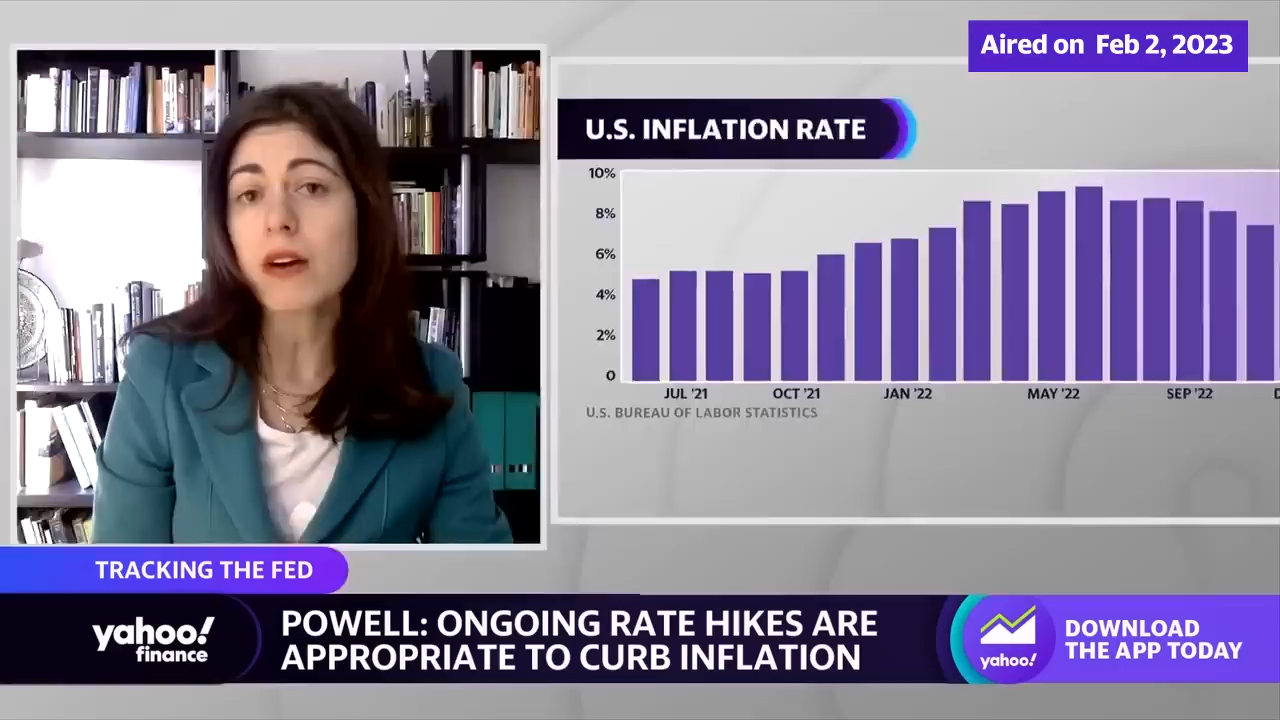 Aired on Feb 2, 2023
U.S. INFLATION RATE
10%
8%
6%
4%
2%
0
JUL '21 OCT '21 JAN '22 MAY '22 SEP '22 D
U.S. BUREAU OF LABOR STATISTICS
TRACKING THE FED
yahoo!
finance
POWELL: ONGOING RATE HIKES ARE
APPROPRIATE TO CURB INFLATION
yahoo!
DOWNLOAD
THE APP TODAY